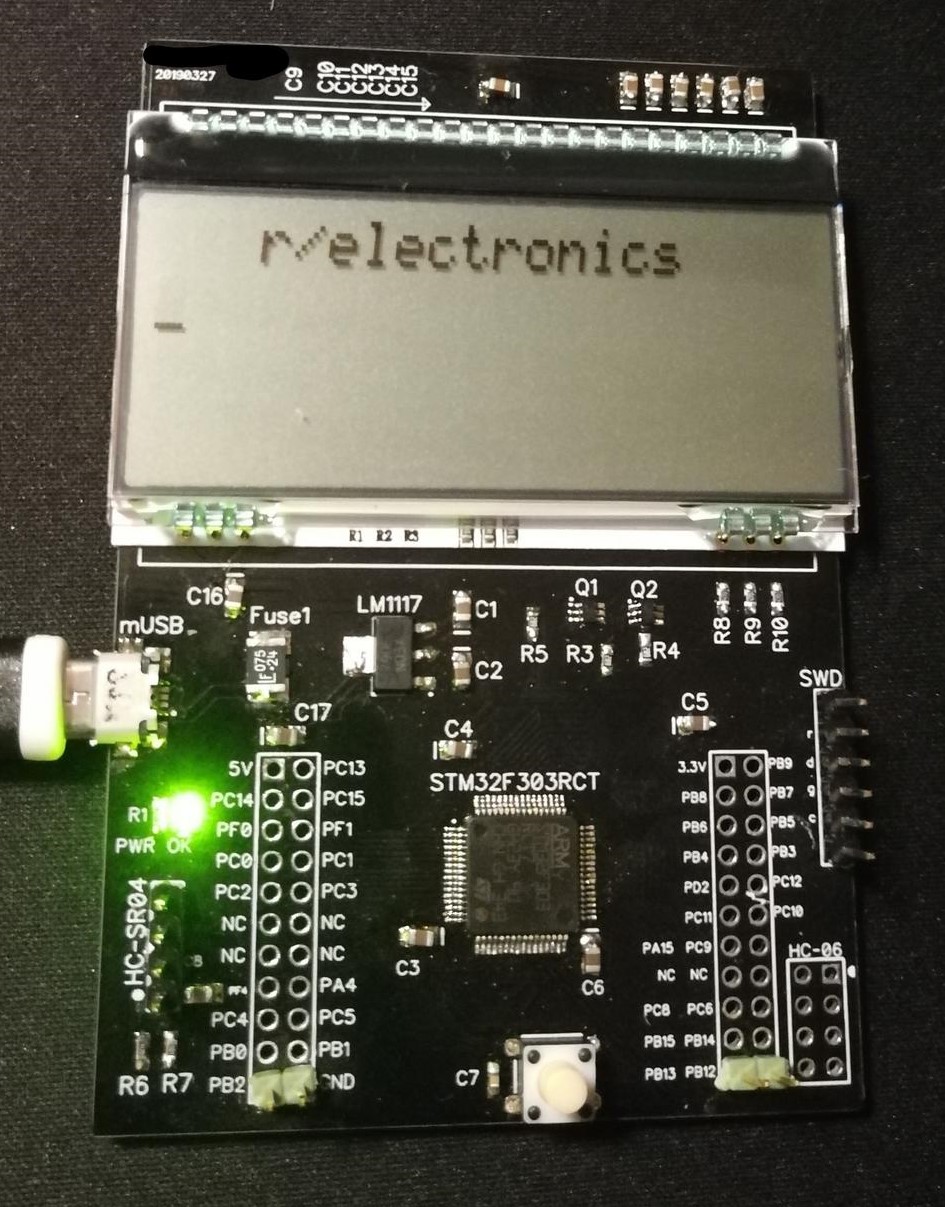 20190327
C9
C10
C11
C12
C13
C14
C15
r/electronics
R1 R2 R3
C16
mUSB
Fuse1
LM1117
C1
C2
Q1
Q2
R5
R3
R4
R8
R9
R10
075
24
C17
C4
C5
SWD
STM32F303RCT
5V PC13
PC14 PC15
PF0 PF1
PC0 PC1
PC2 PC3
NC NC
NC NC
PF4 PA4
PC4 PC5
PB0 PB1
PB2 GND
R1
PWR OK
HC-SR04
R6 R7
ARM
C3
C6
C7
3.3V PB9
PB8 PB7
PB6 PB5
PB4 PB3
PD2 PC12
PC11 PC10
PA15 PC9
NC NC
PC8 PC6
PB15 PB14
PB13 PB12
HC-06